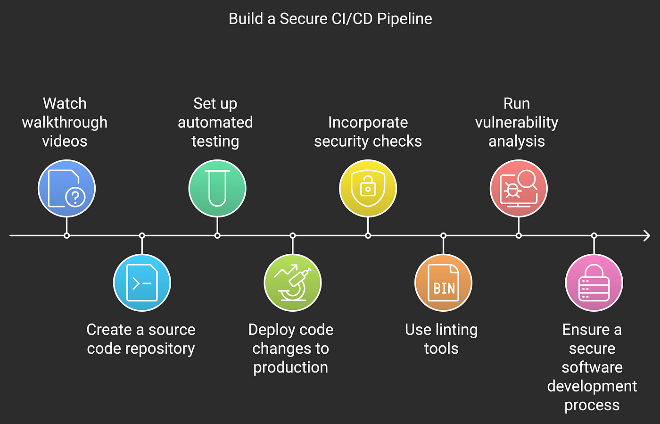 Build a Secure CI/CD Pipeline
Watch
walkthrough
videos
?
Create a source
code repository
Set up
automated
testing
Deploy code
changes to
production
Incorporate
security checks
BIN
Use linting
tools
Run
vulnerability
analysis
Ensure a
secure
software
development
process